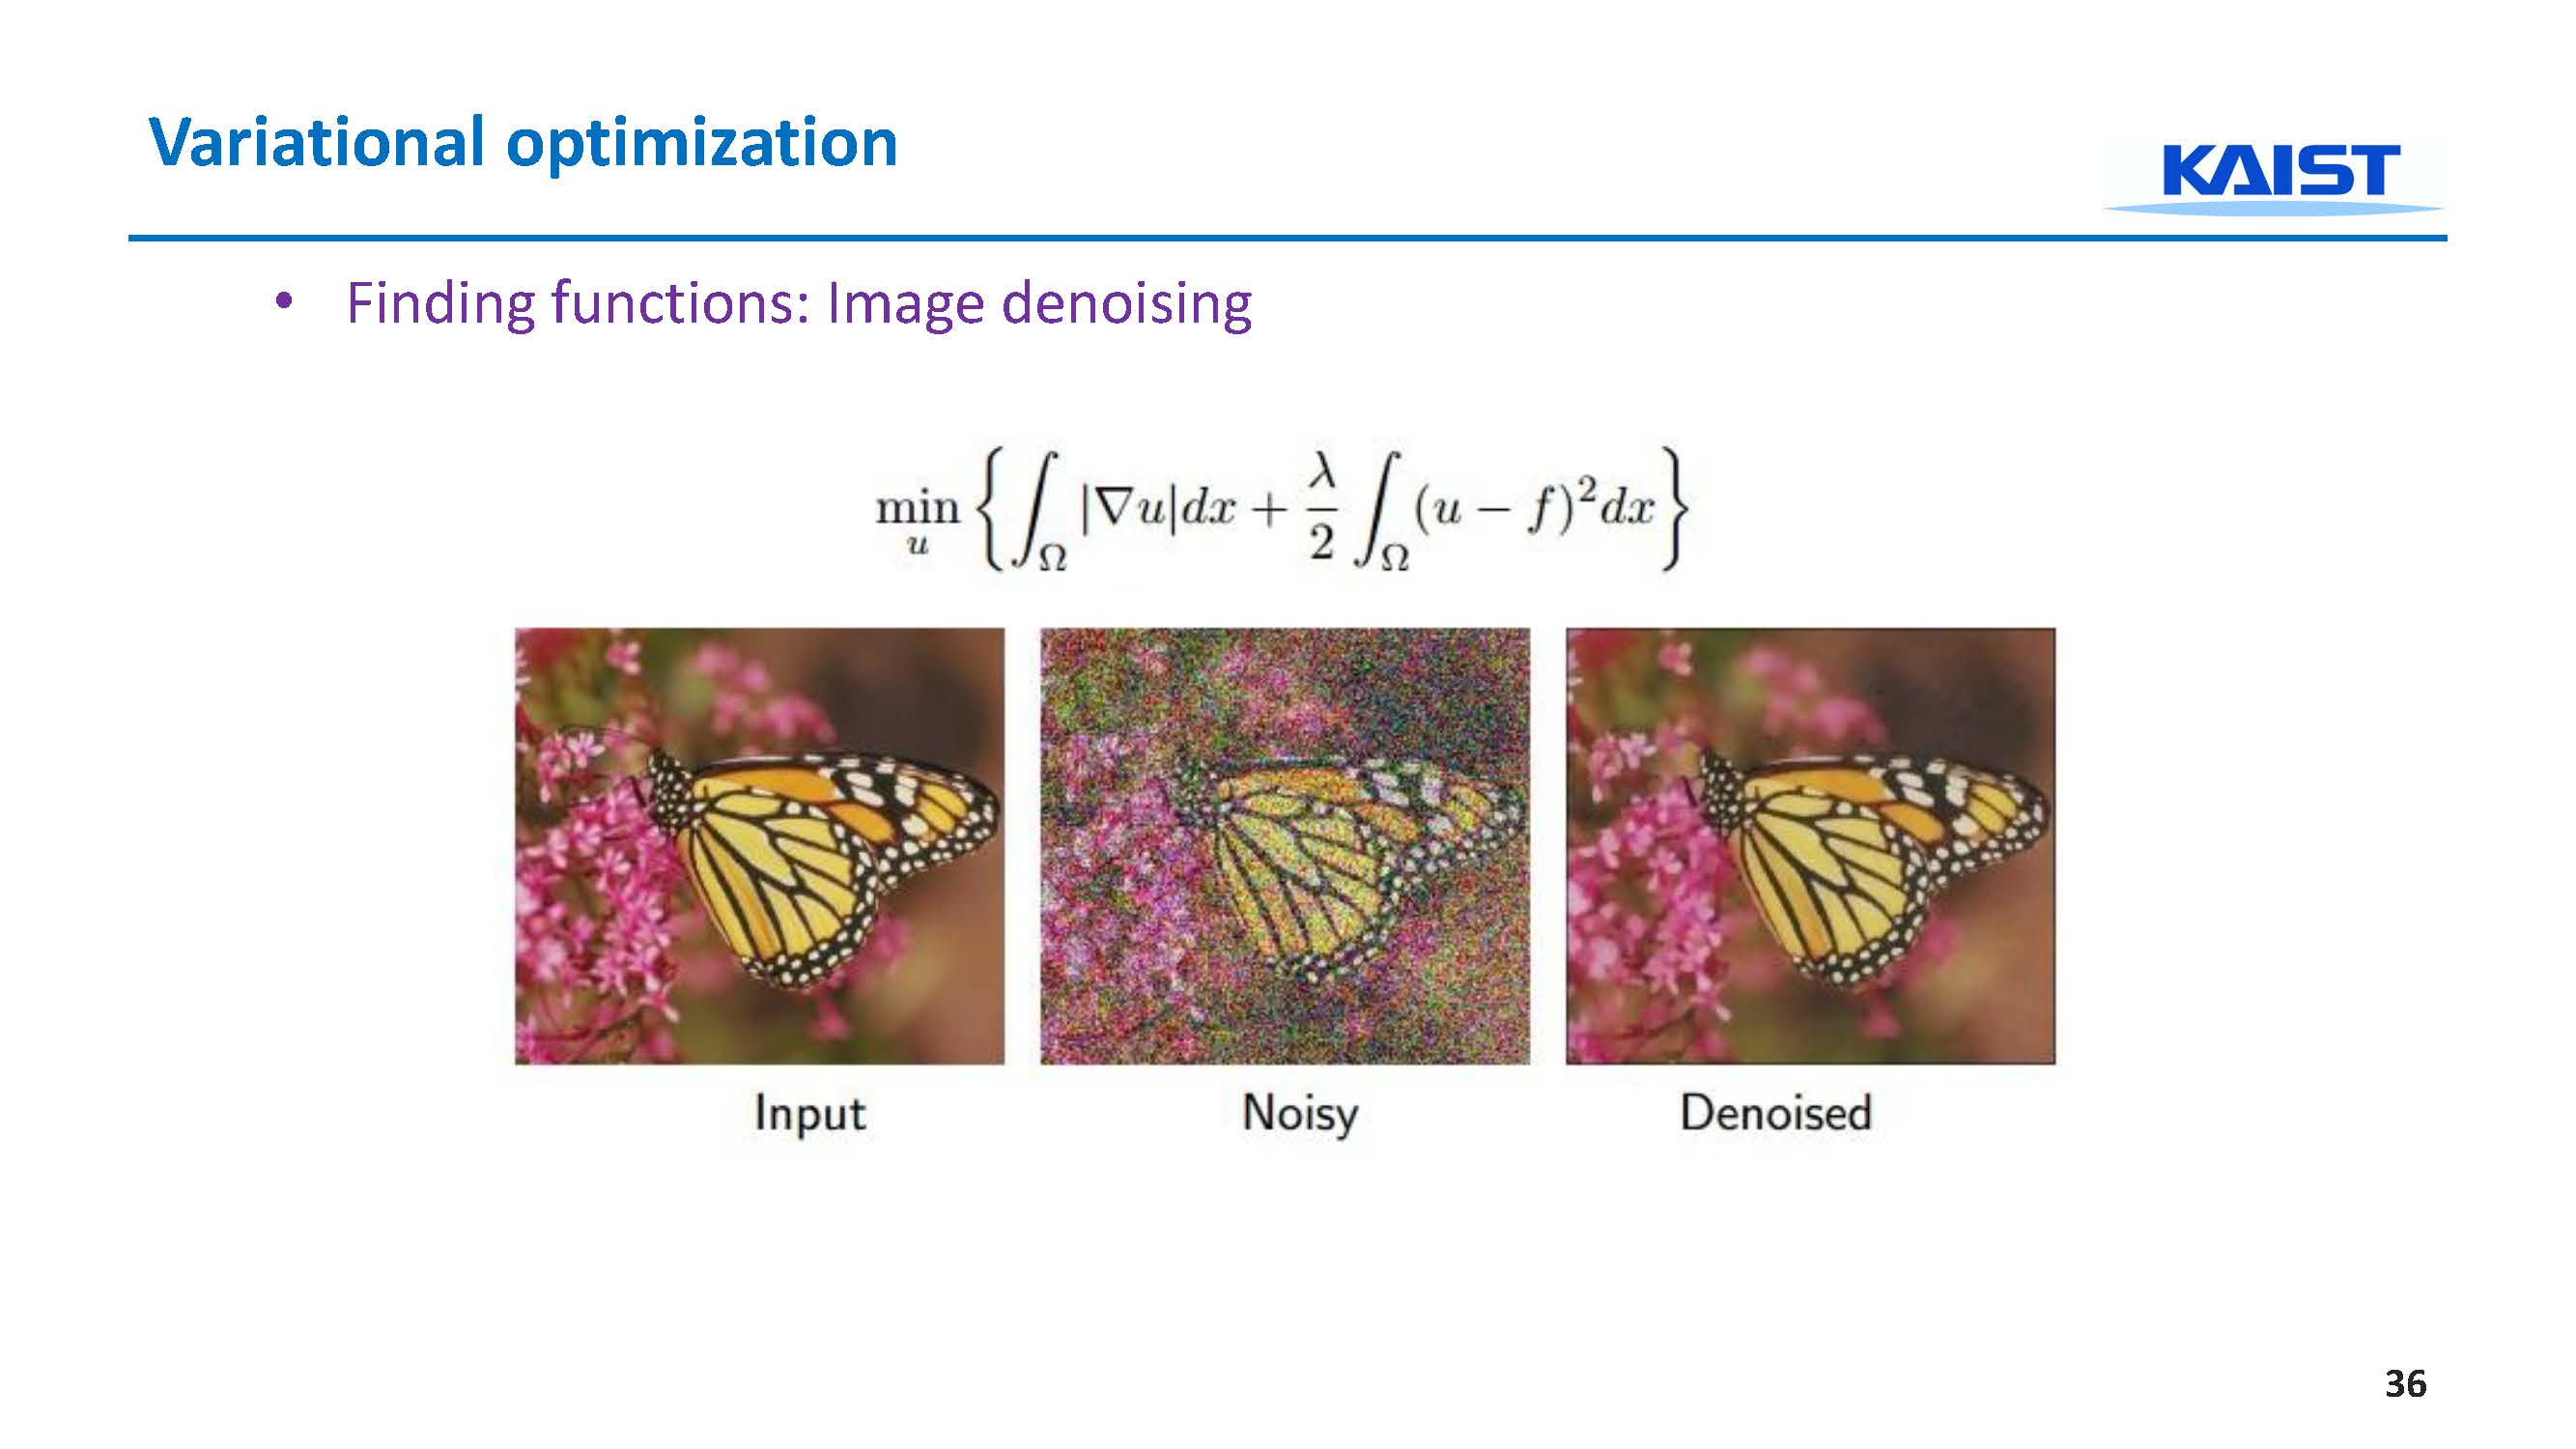 Variational optimization
KAIST
• Finding functions: Image denoising
\min_u \left\{ \int_\Omega |\nabla u| dx + \frac{\lambda}{2} \int_\Omega (u - f)^2 dx \right\}
Input Noisy Denoised
36